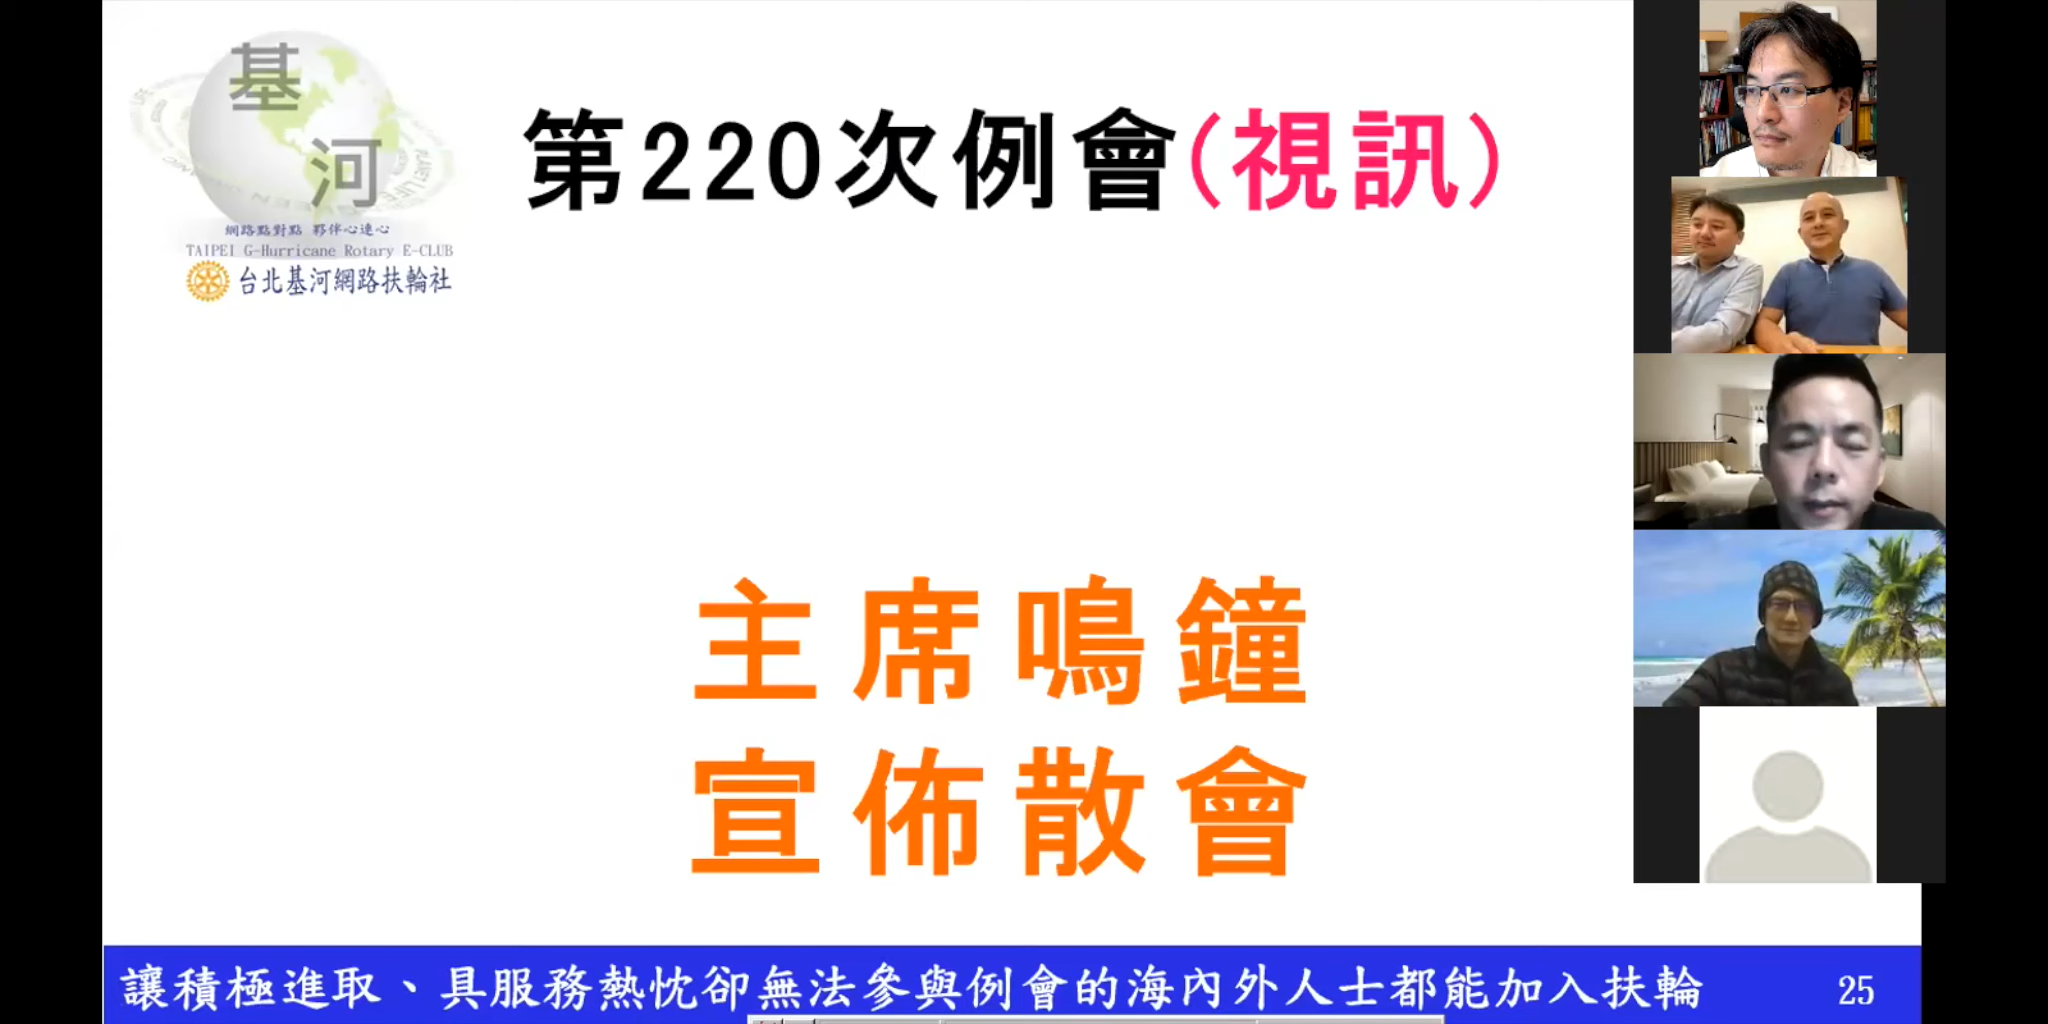 基
河
網路點對點 夥伴心連心
TAIPEI G-Hurricane Rotary E-CLUB
台北基河網路扶輪社
第220次例會(視訊)
主席鳴鐘
宣佈散會
讓積極進取、具服務熱忱卻無法參與例會的海內外人士都能加入扶輪
25